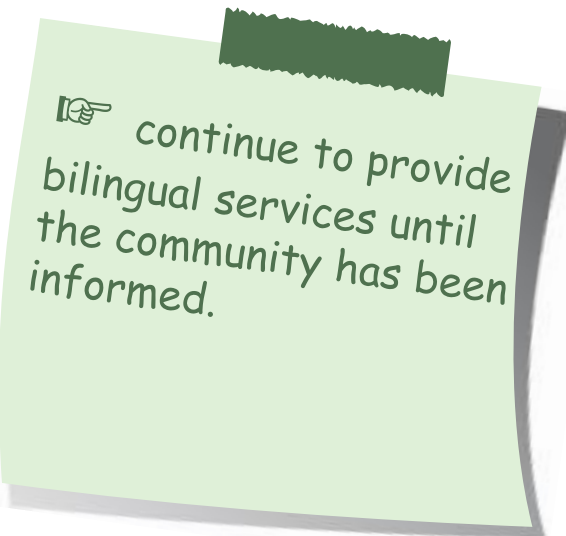 ☞ continue to provide
bilingual services until
the community has been
informed.